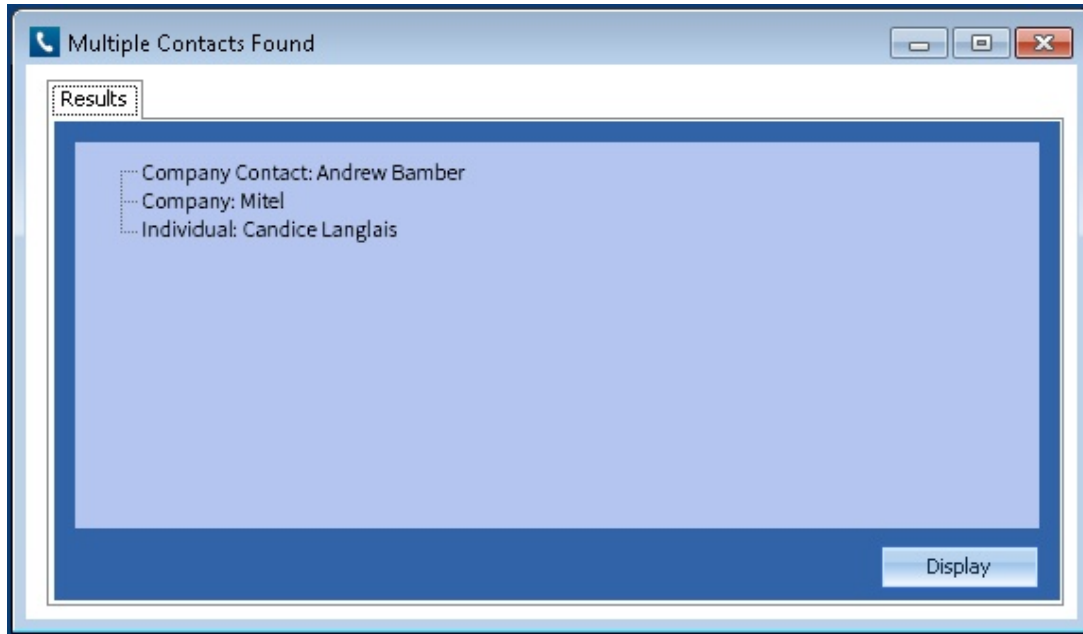 Multiple Contacts Found
Results
Company Contact: Andrew Bamber
Company: Mitel
Individual: Candice Langlais
Display